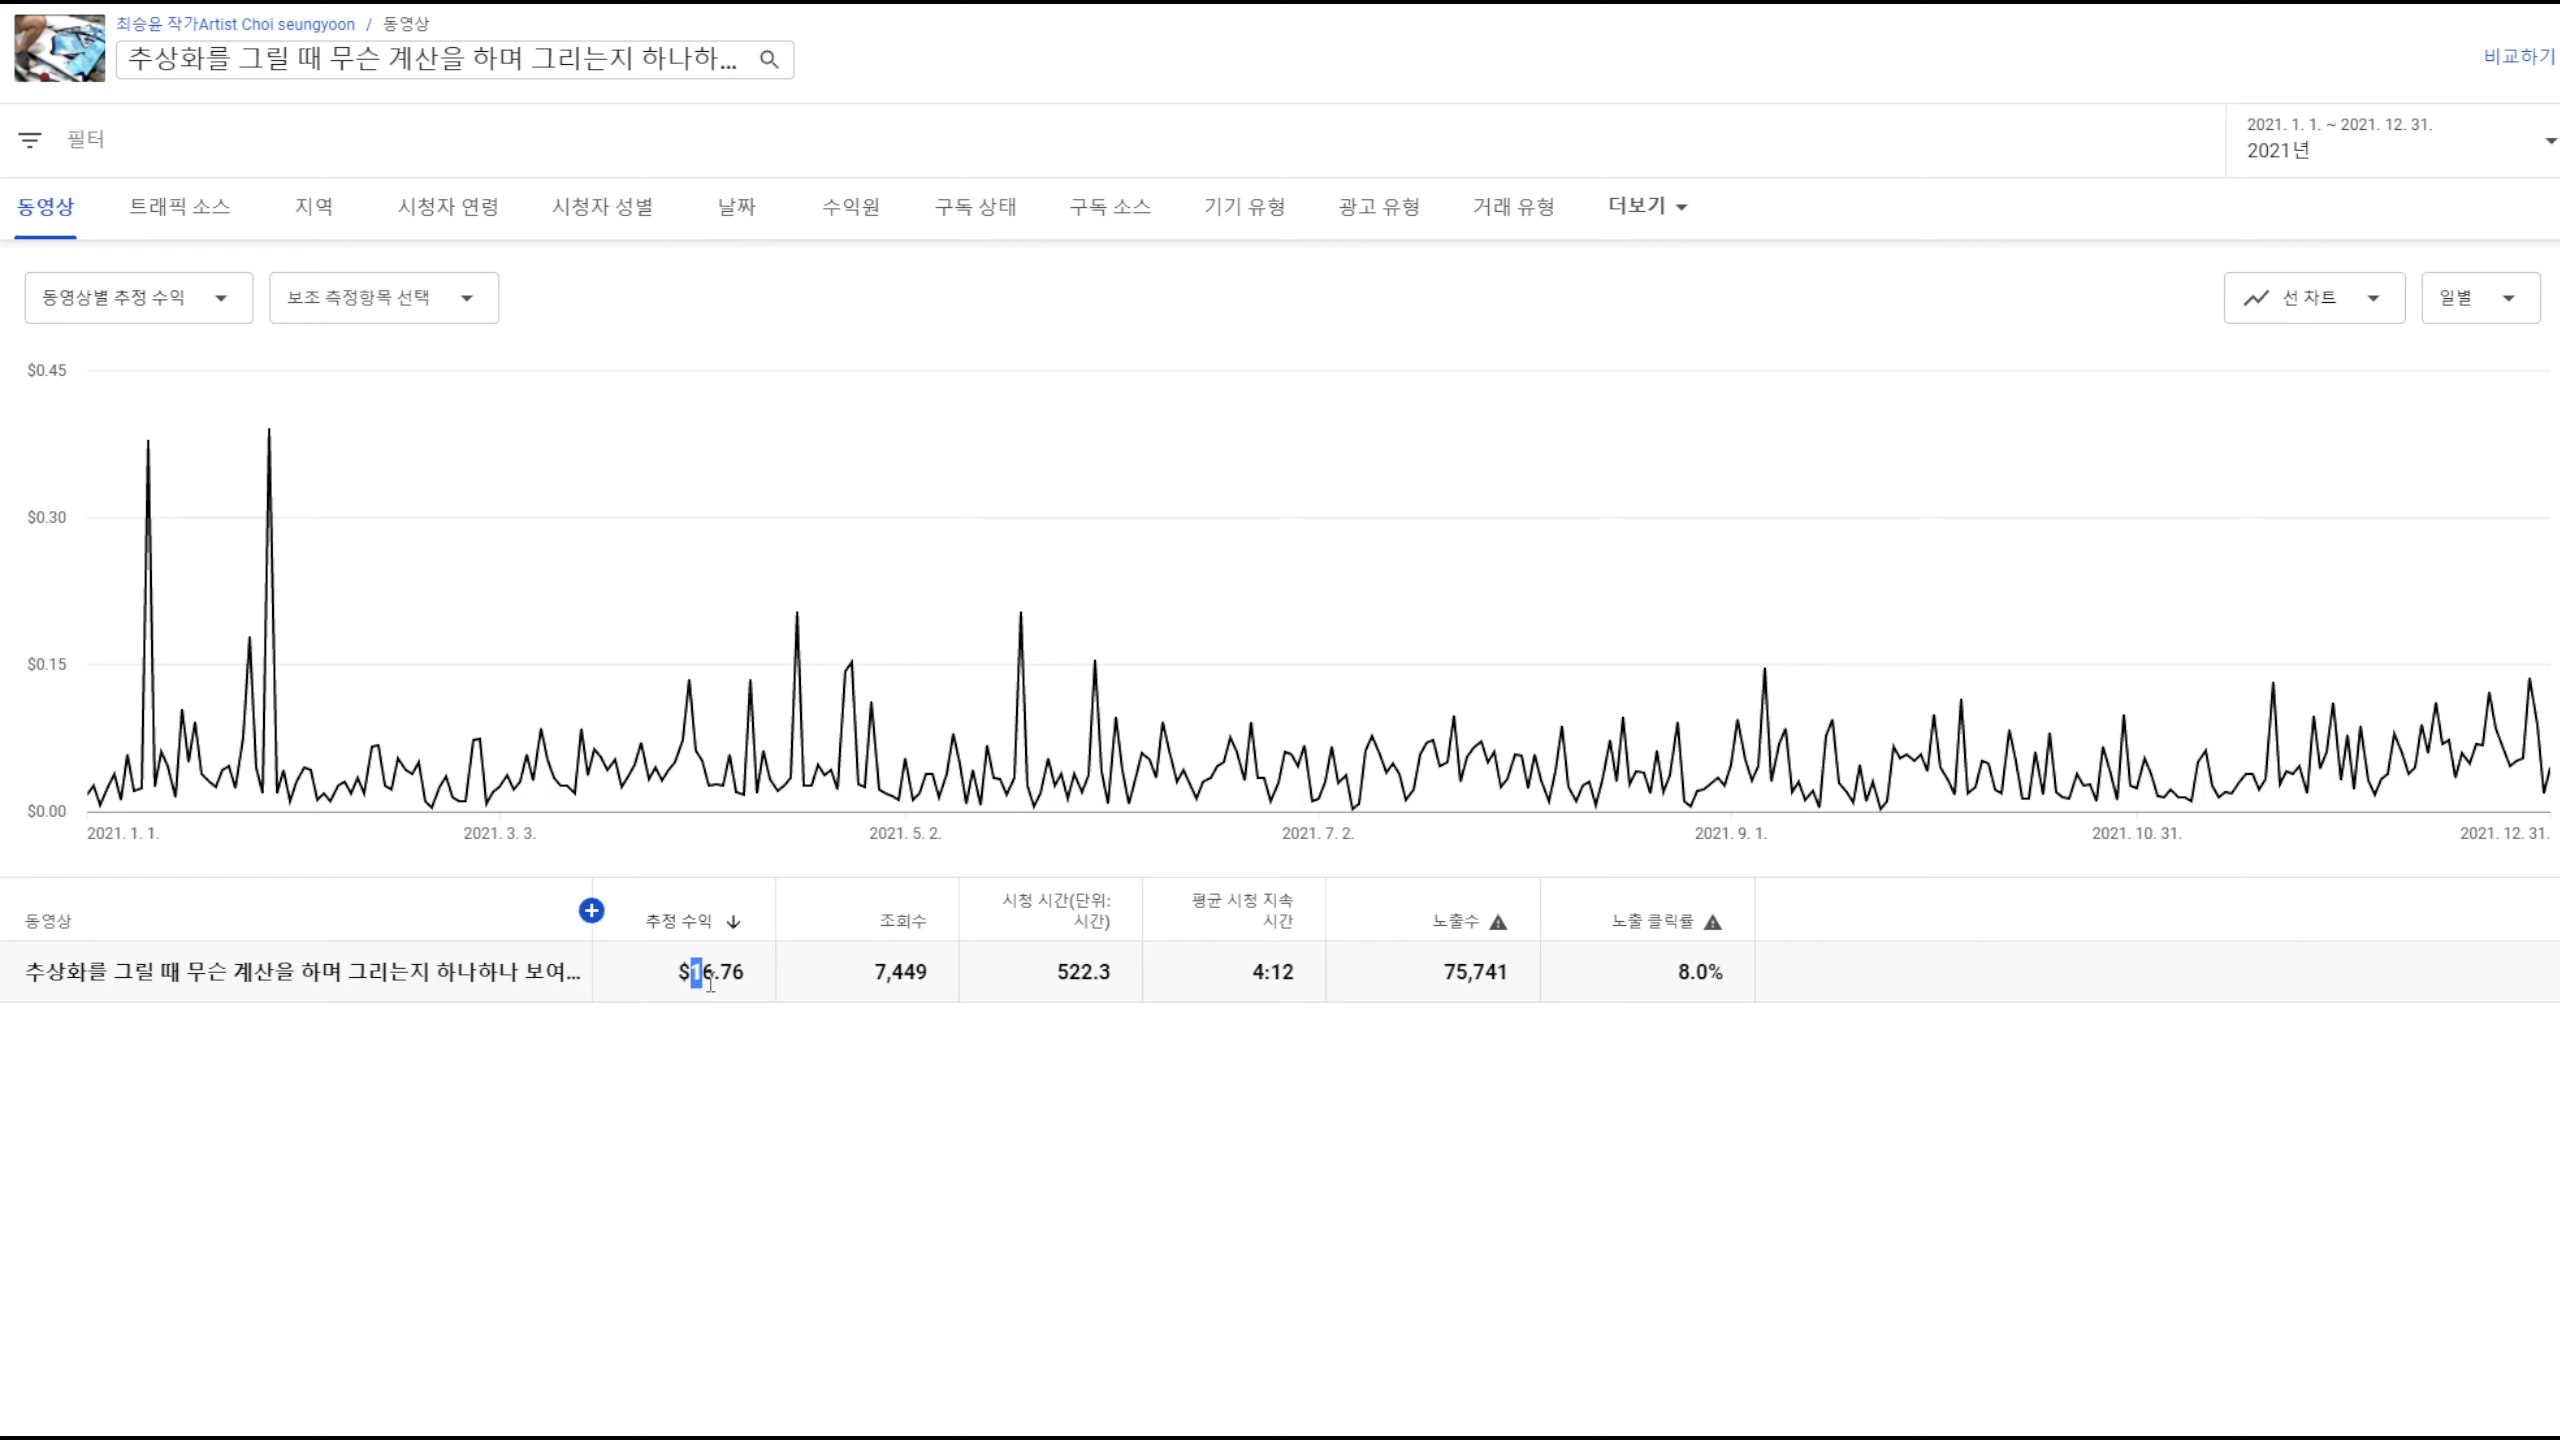 최승윤 작가Artist Choi seungyoon / 동영상
추상화를 그릴 때 무슨 계산을 하며 그리는지 하나하...
비교하기
필터
2021. 1. 1. ~ 2021. 12. 31.
2021년
동영상 트래픽 소스 지역 시청자 연령 시청자 성별 날짜 수익원 구독 상태 구독 소스 기기 유형 광고 유형 거래 유형 더보기
동영상별 추정 수익 보조 측정항목 선택 선 차트 일별
$0.45
$0.30
$0.15
$0.00
2021. 1. 1. 2021. 3. 3. 2021. 5. 2. 2021. 7. 2. 2021. 9. 1. 2021. 10. 31. 2021. 12. 31.
동영상 추정 수익 조회수 시청 시간(단위: 시간) 평균 시청 지속 시간 노출수 노출 클릭률
추상화를 그릴 때 무슨 계산을 하며 그리는지 하나하나 보여... $16.76 7,449 522.3 4:12 75,741 8.0%